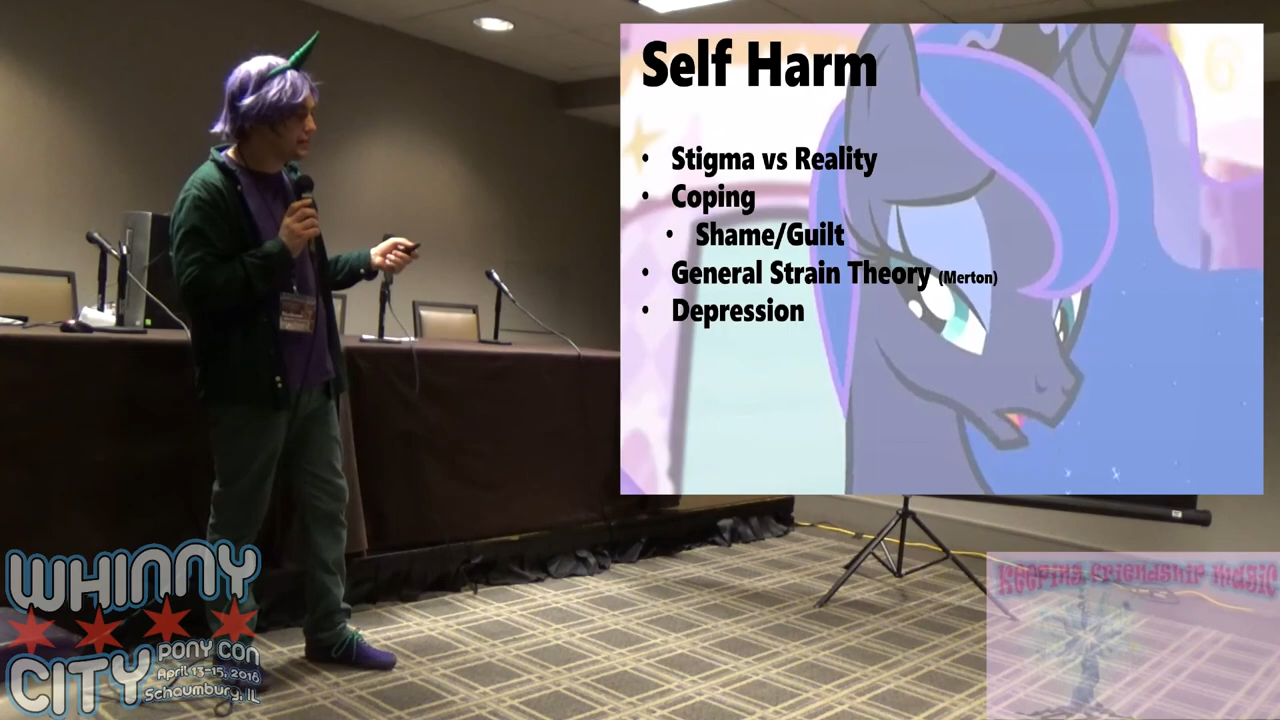 Self Harm
• Stigma vs Reality
• Coping
• Shame/Guilt
• General Strain Theory (Merton)
• Depression
WHINNY
CITY
PONY CON
April 13-15, 2018
Schaumburg, IL
Keeping Friendship Magic